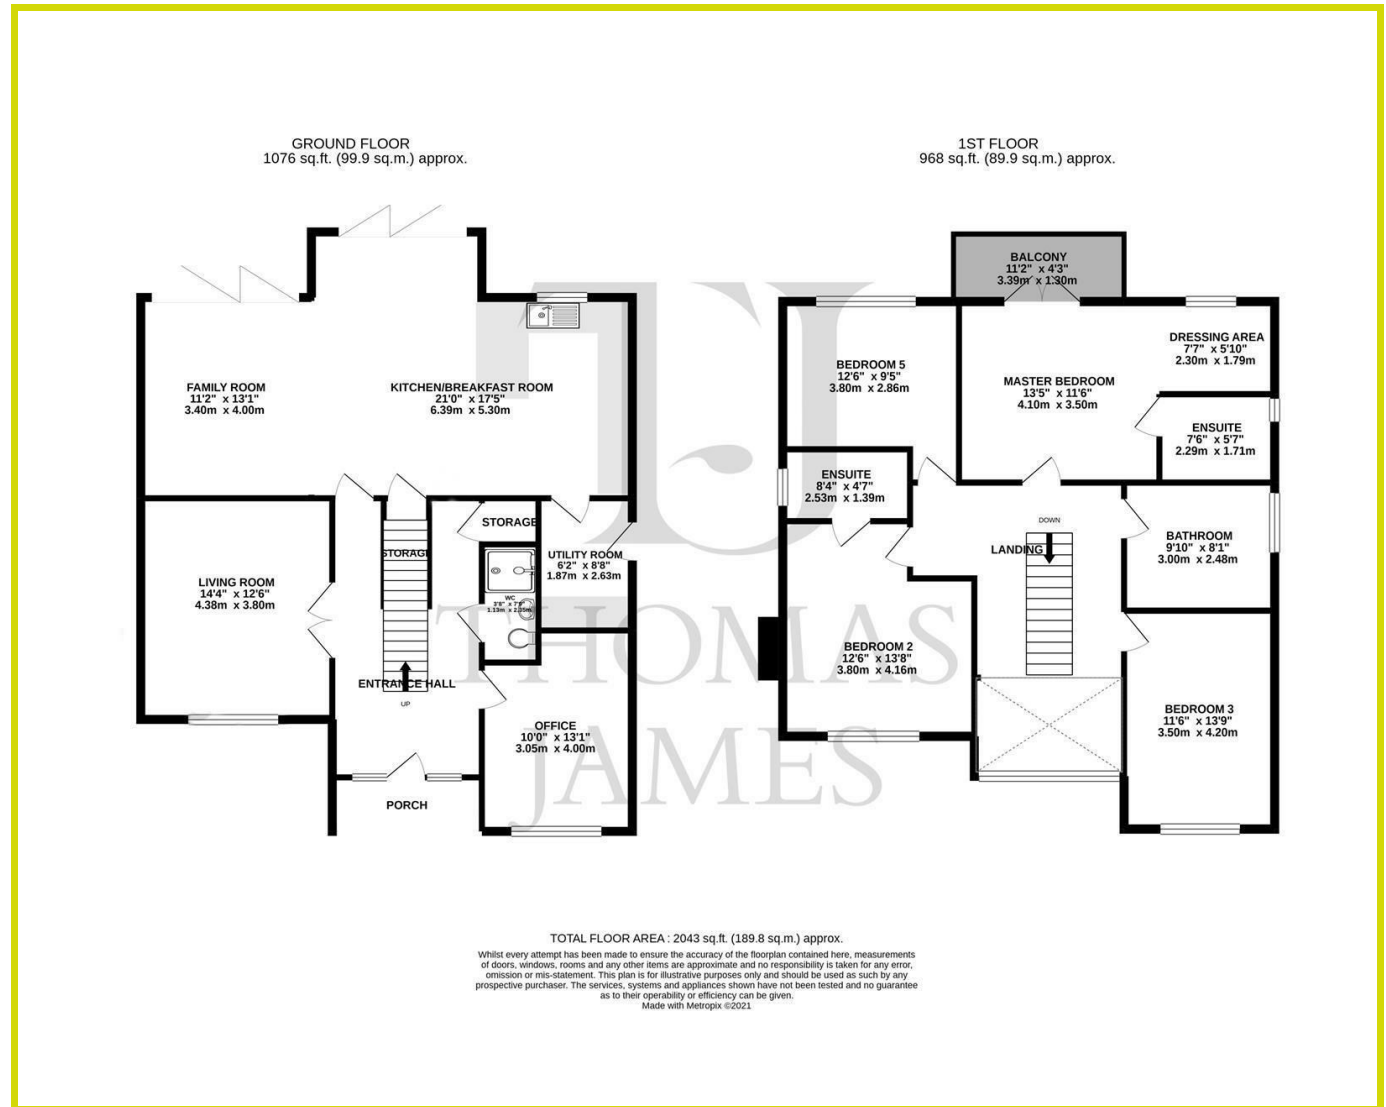 GROUND FLOOR
1076 sq.ft. (99.9 sq.m.) approx.
FAMILY ROOM
11'2" x 13'1"
3.40m x 4.00m
KITCHEN/BREAKFAST ROOM
21'0" x 17'5"
6.39m x 5.30m
STORAGE
STORAGE
UTILITY ROOM
6'2" x 8'8"
1.87m x 2.63m
LIVING ROOM
14'4" x 12'6"
4.38m x 3.80m
WC
3'8" x 7'9"
1.13m x 2.35m
ENTRANCE HALL
UP
OFFICE
10'0" x 13'1"
3.05m x 4.00m
PORCH
1ST FLOOR
968 sq.ft. (89.9 sq.m.) approx.
BALCONY
11'2" x 4'3"
3.39m x 1.30m
DRESSING AREA
7'7" x 5'10"
2.30m x 1.79m
BEDROOM 5
12'6" x 9'5"
3.80m x 2.86m
MASTER BEDROOM
13'5" x 11'6"
4.10m x 3.50m
ENSUITE
7'6" x 5'7"
2.29m x 1.71m
ENSUITE
8'4" x 4'7"
2.53m x 1.39m
DOWN
LANDING
BATHROOM
9'10" x 8'1"
3.00m x 2.48m
BEDROOM 2
12'6" x 13'8"
3.80m x 4.16m
BEDROOM 3
11'6" x 13'9"
3.50m x 4.20m
THOMAS
JAMES
TOTAL FLOOR AREA : 2043 sq.ft. (189.8 sq.m.) approx.
Whilst every attempt has been made to ensure the accuracy of the floorplan contained here, measurements
of doors, windows, rooms and any other items are approximate and no responsibility is taken for any error,
omission or mis-statement. This plan is for illustrative purposes only and should be used as such by any
prospective purchaser. The services, systems and appliances shown have not been tested and no guarantee
as to their operability or efficiency can be given.
Made with Metropix ©2021